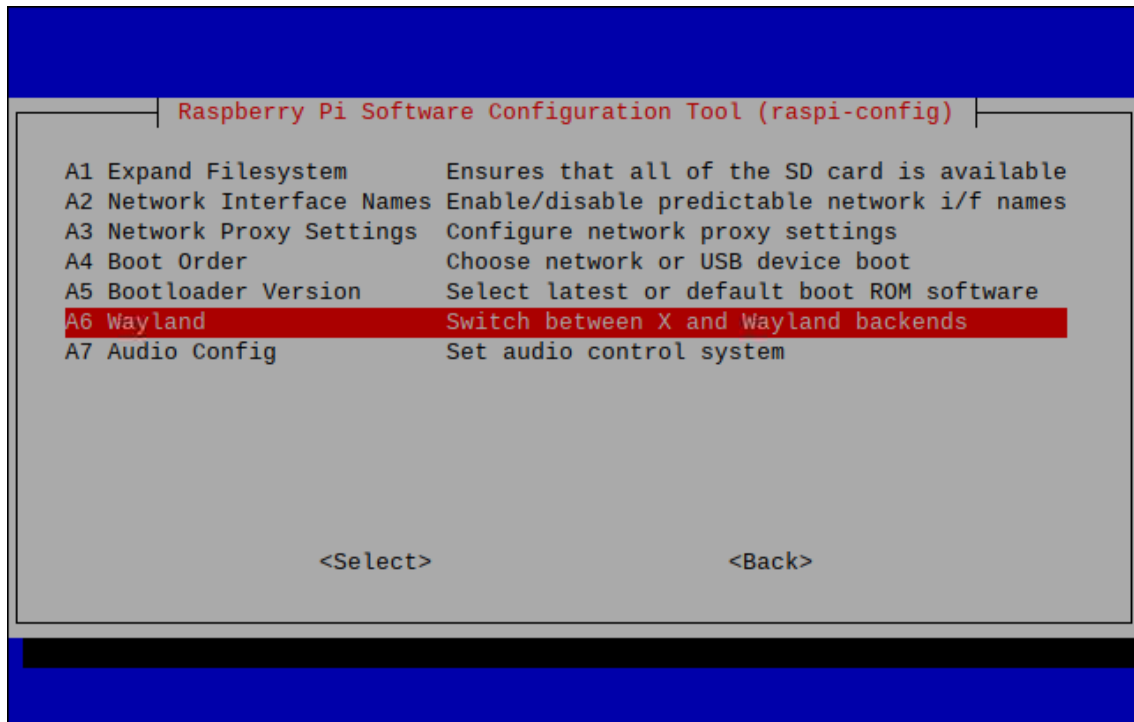 Raspberry Pi Software Configuration Tool (raspi-config)
A1 Expand Filesystem Ensures that all of the SD card is available
A2 Network Interface Names Enable/disable predictable network i/f names
A3 Network Proxy Settings Configure network proxy settings
A4 Boot Order Choose network or USB device boot
A5 Bootloader Version Select latest or default boot ROM software
A6 Wayland Switch between X and Wayland backends
A7 Audio Config Set audio control system
<Select> <Back>